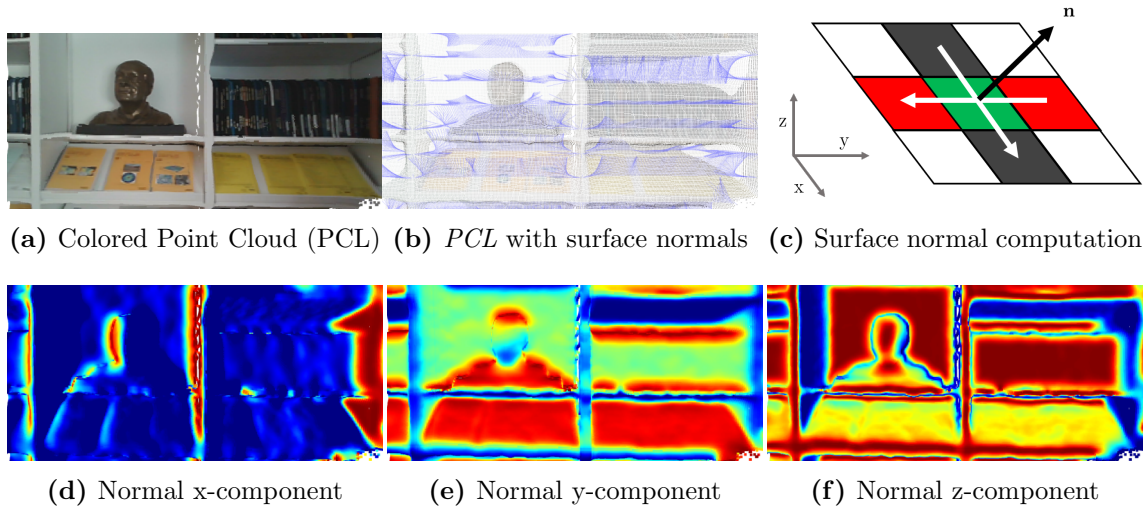 n
z
y
x
(a) Colored Point Cloud (PCL) (b) PCL with surface normals (c) Surface normal computation
(d) Normal x-component (e) Normal y-component (f) Normal z-component